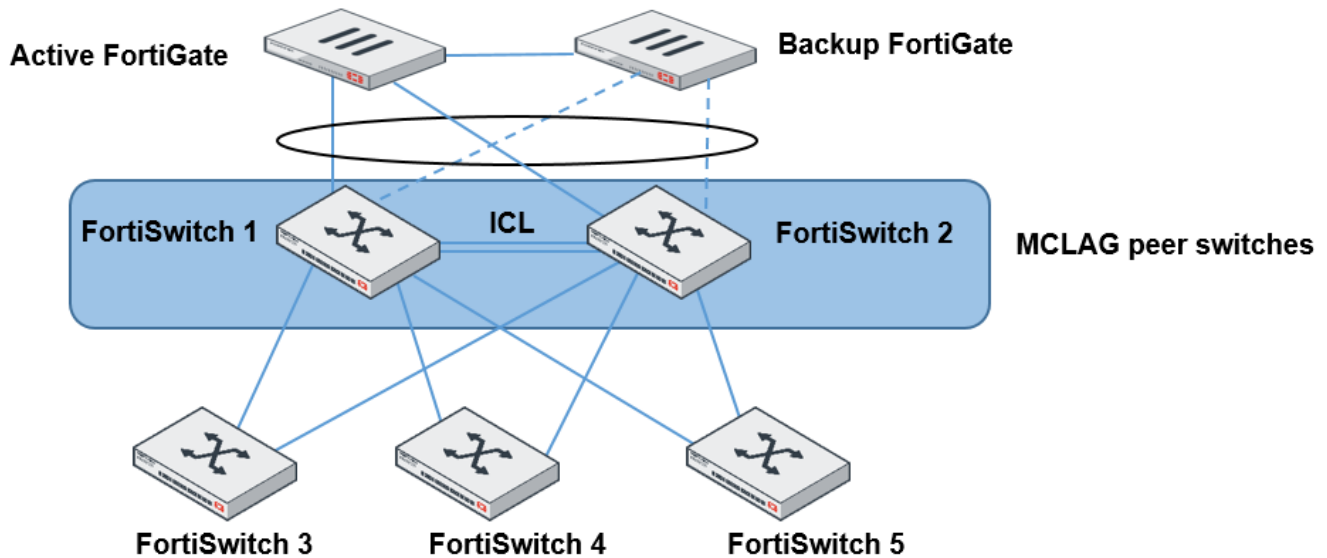 Active FortiGate
Backup FortiGate
FortiSwitch 1
ICL
FortiSwitch 2
MCLAG peer switches
FortiSwitch 3
FortiSwitch 4
FortiSwitch 5